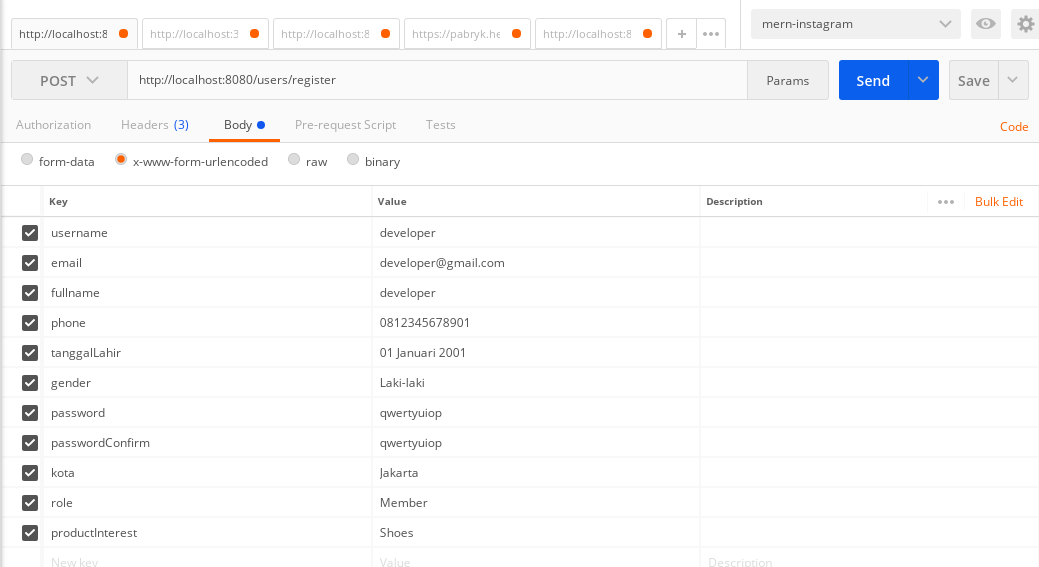 http://localhost:8 http://localhost:3 http://localhost:8 https://pabryk.he http://localhost:8 + ••• mern-instagram
POST http://localhost:8080/users/register Params Send Save
Authorization Headers (3) Body Pre-request Script Tests Code
form-data x-www-form-urlencoded raw binary
Key Value Description ••• Bulk Edit
username developer
email developer@gmail.com
fullname developer
phone 0812345678901
tanggalLahir 01 Januari 2001
gender Laki-laki
password qwertyuiop
passwordConfirm qwertyuiop
kota Jakarta
role Member
productInterest Shoes
New key Value Description